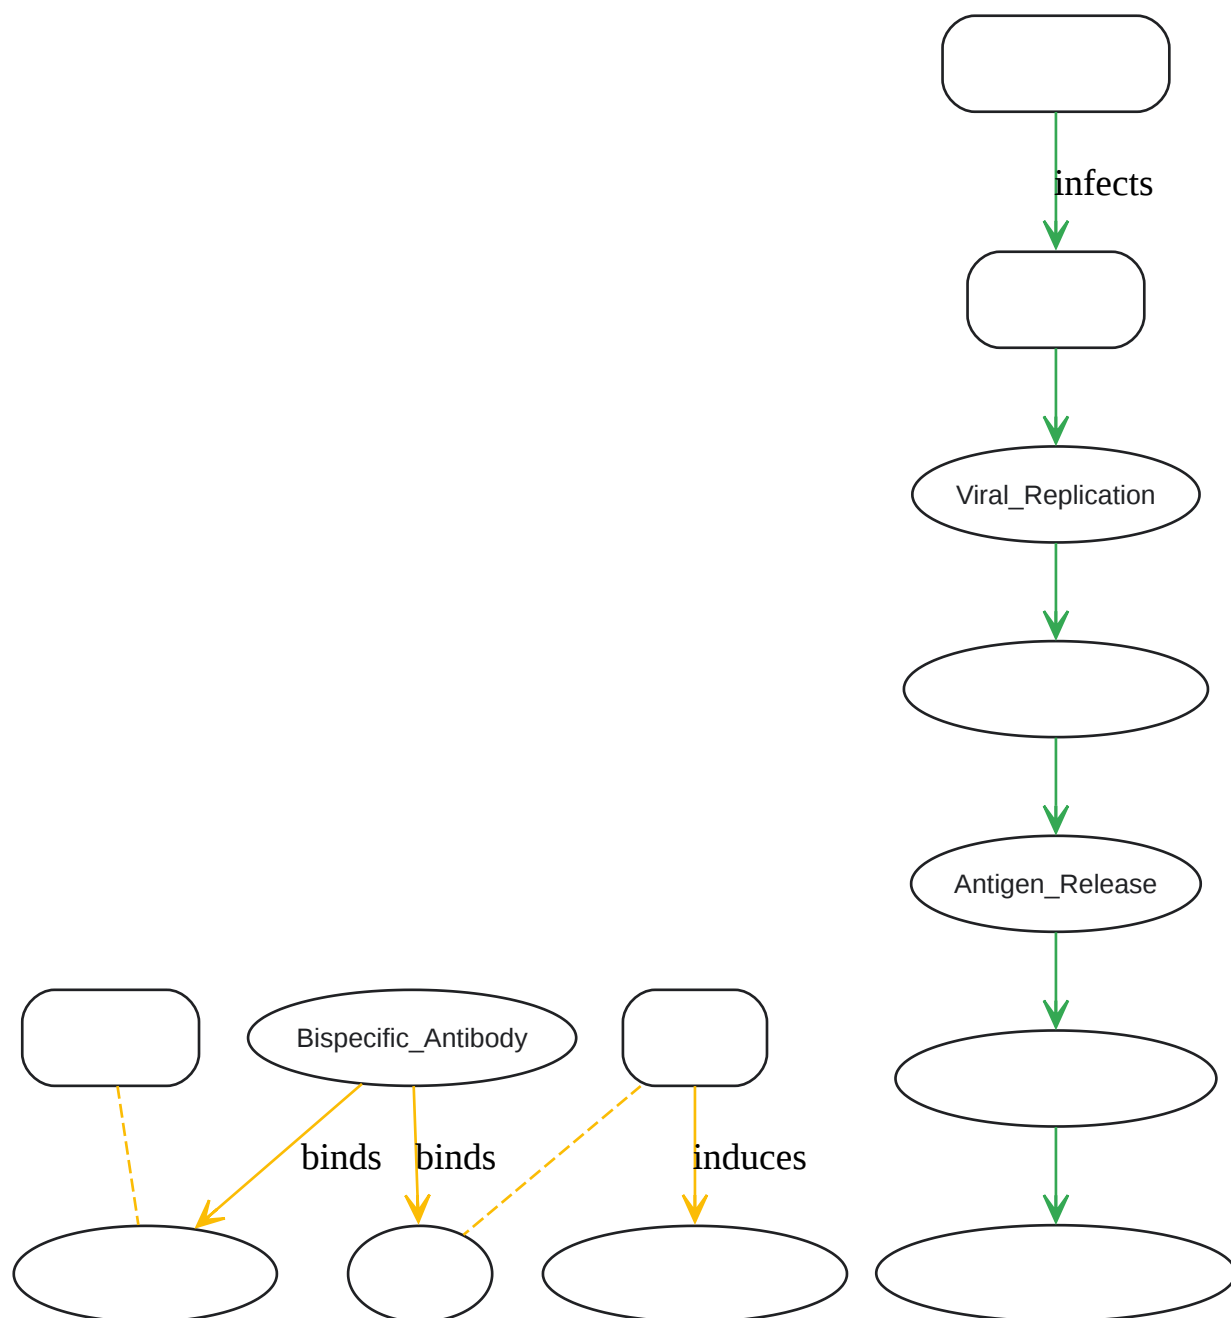 infects
Viral_Replication
Antigen_Release
Bispecific_Antibody
binds
binds
induces